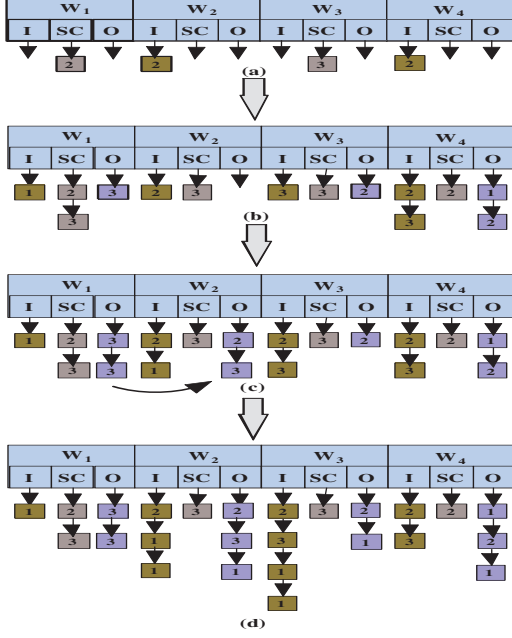 W₁ W₂ W₃ W₄
I SC O I SC O I SC O I SC O
2 2 3 2
(a)
W₁ W₂ W₃ W₄
I SC O I SC O I SC O I SC O
1 2 3 2 3 3 3 2 2 2 1
3 3 2
(b)
W₁ W₂ W₃ W₄
I SC O I SC O I SC O I SC O
1 2 3 2 3 2 2 3 2 2 2 1
3 3 1 3 3 3 2
(c)
W₁ W₂ W₃ W₄
I SC O I SC O I SC O I SC O
1 2 3 2 3 2 2 3 2 2 2 1
3 3 1 3 3 1 3 2
1 1 1 1
1
(d)